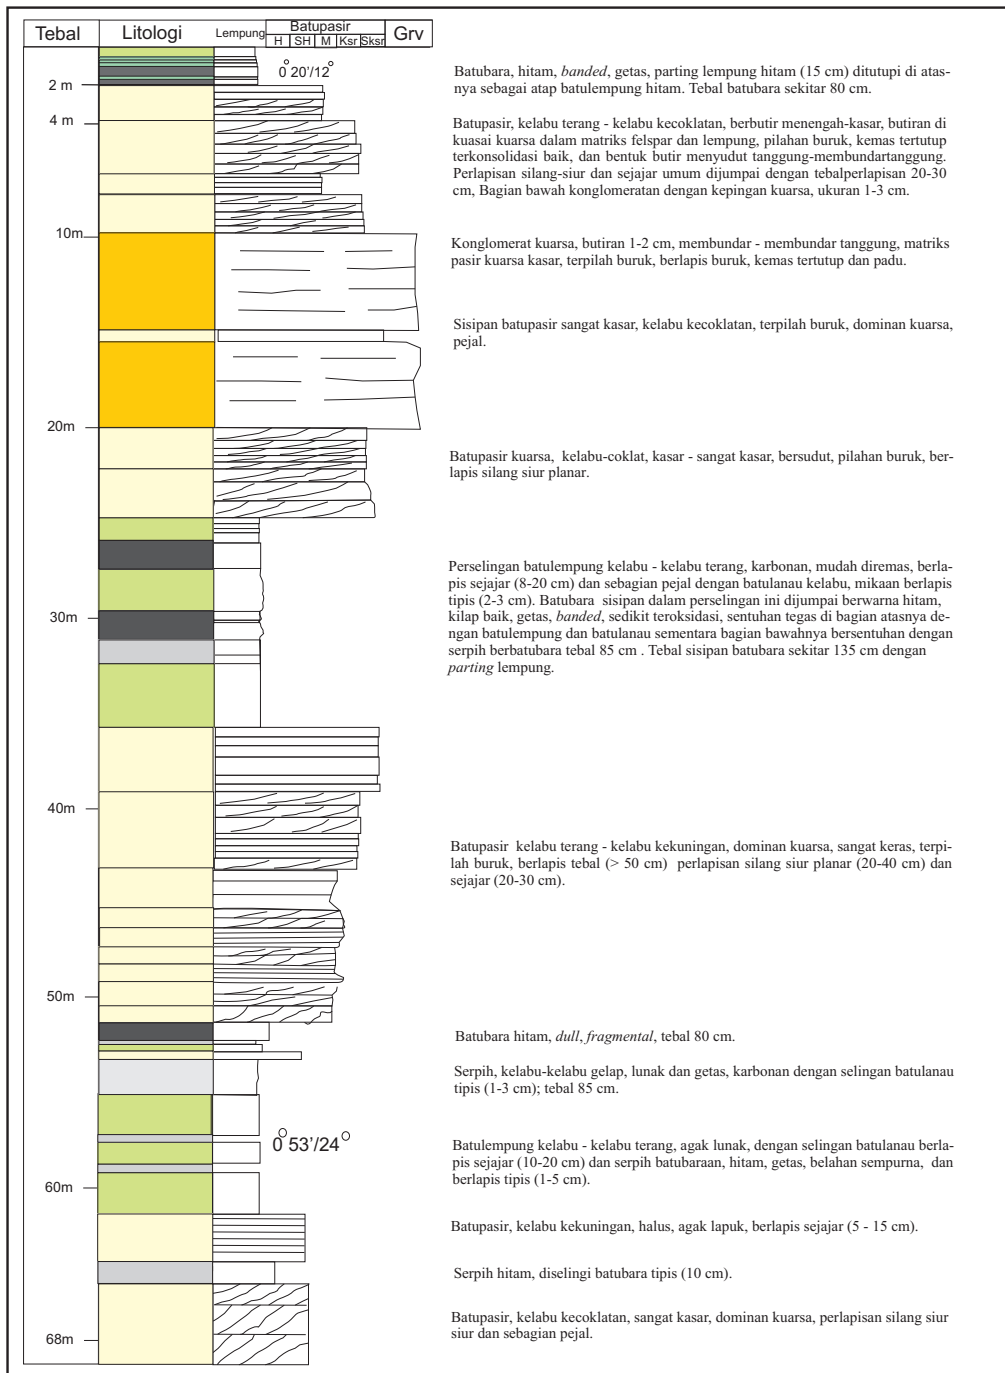 Tebal Litologi Lempung Batupasir Grv
H SH M Ksr Sksr
0° 20'/12°
Batubara, hitam, banded, getas, parting lempung hitam (15 cm) ditutupi di atas-
nya sebagai atap batulempung hitam. Tebal batubara sekitar 80 cm.
2 m
4 m
Batupasir, kelabu terang - kelabu kecoklatan, berbutir menengah-kasar, butiran di
kuasai kuarsa dalam matriks felspar dan lempung, pilahan buruk, kemas tertutup
terkonsolidasi baik, dan bentuk butir menyudut tanggung-membundartanggung.
Perlapisan silang-siur dan sejajar umum dijumpai dengan tebalperlapisan 20-30
cm, Bagian bawah konglomeratan dengan kepingan kuarsa, ukuran 1-3 cm.
10m
Konglomerat kuarsa, butiran 1-2 cm, membundar - membundar tanggung, matriks
pasir kuarsa kasar, terpilah buruk, berlapis buruk, kemas tertutup dan padu.
Sisipan batupasir sangat kasar, kelabu kecoklatan, terpilah buruk, dominan kuarsa,
pejal.
20m
Batupasir kuarsa, kelabu-coklat, kasar - sangat kasar, bersudut, pilahan buruk, ber-
lapis silang siur planar.
Perselingan batulempung kelabu - kelabu terang, karbonan, mudah diremas, berla-
pis sejajar (8-20 cm) dan sebagian pejal dengan batulanau kelabu, mikaan berlapis
tipis (2-3 cm). Batubara sisipan dalam perselingan ini dijumpai berwarna hitam,
kilap baik, getas, banded, sedikit teroksidasi, sentuhan tegas di bagian atasnya de-
ngan batulempung dan batulanau sementara bagian bawahnya bersentuhan dengan
serpih berbatubara tebal 85 cm . Tebal sisipan batubara sekitar 135 cm dengan
parting lempung.
30m
40m
Batupasir kelabu terang - kelabu kekuningan, dominan kuarsa, sangat keras, terpi-
lah buruk, berlapis tebal (> 50 cm) perlapisan silang siur planar (20-40 cm) dan
sejajar (20-30 cm).
50m
Batubara hitam, dull, fragmental, tebal 80 cm.
Serpih, kelabu-kelabu gelap, lunak dan getas, karbonan dengan selingan batulanau
tipis (1-3 cm); tebal 85 cm.
0° 53'/24°
Batulempung kelabu - kelabu terang, agak lunak, dengan selingan batulanau berla-
pis sejajar (10-20 cm) dan serpih batubaraan, hitam, getas, belahan sempurna, dan
berlapis tipis (1-5 cm).
60m
Batupasir, kelabu kekuningan, halus, agak lapuk, berlapis sejajar (5 - 15 cm).
Serpih hitam, diselingi batubara tipis (10 cm).
Batupasir, kelabu kecoklatan, sangat kasar, dominan kuarsa, perlapisan silang siur
siur dan sebagian pejal.
68m